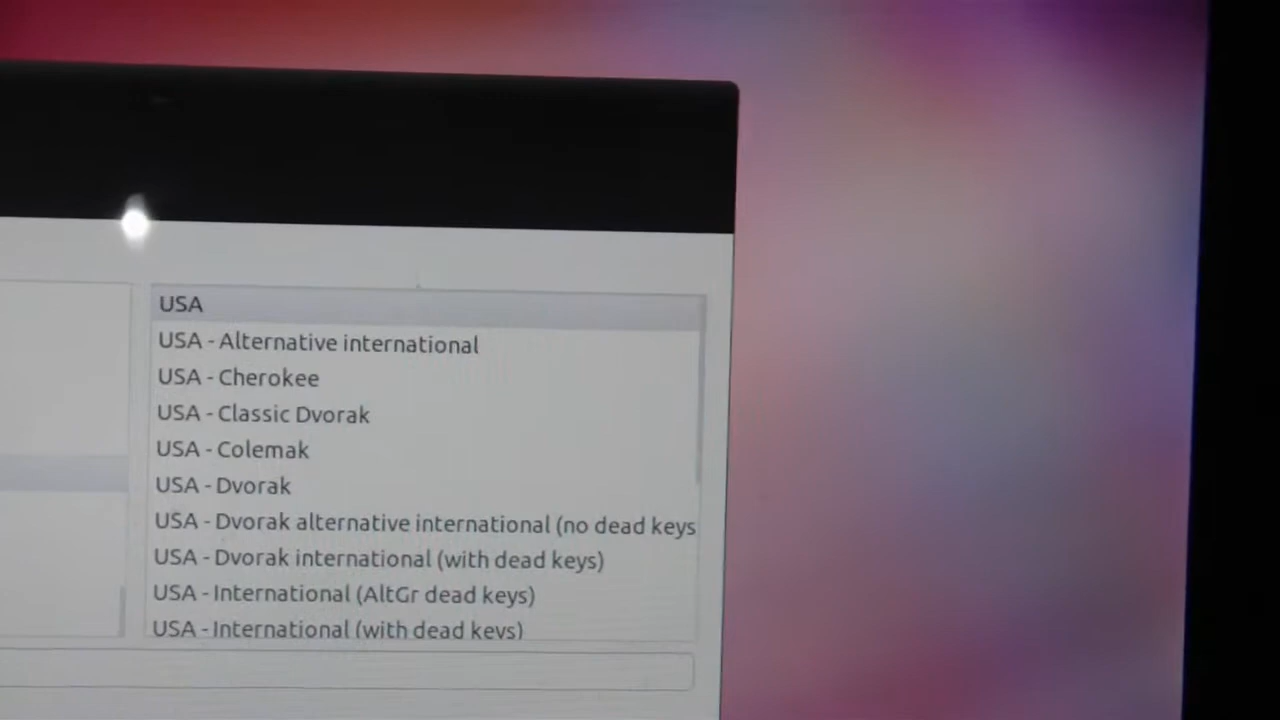 USA
USA - Alternative international
USA - Cherokee
USA - Classic Dvorak
USA - Colemak
USA - Dvorak
USA - Dvorak alternative international (no dead keys
USA - Dvorak international (with dead keys)
USA - International (AltGr dead keys)
USA - International (with dead keys)